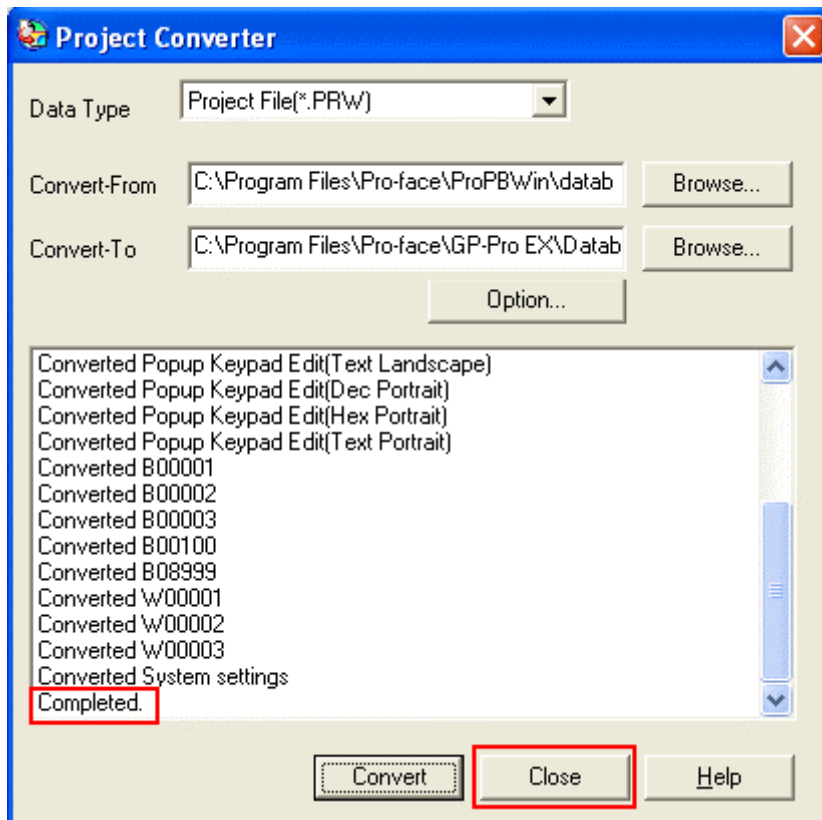 Project Converter
Data Type
Project File(*.PRW)
Convert-From
C:\Program Files\Pro-face\ProPBWin\datab
Browse...
Convert-To
C:\Program Files\Pro-face\GP-Pro EX\Datab
Browse...
Option...
Converted Popup Keypad Edit(Text Landscape)
Converted Popup Keypad Edit(Dec Portrait)
Converted Popup Keypad Edit(Hex Portrait)
Converted Popup Keypad Edit(Text Portrait)
Converted B00001
Converted B00002
Converted B00003
Converted B00100
Converted B08999
Converted W00001
Converted W00002
Converted W00003
Converted System settings
Completed.
Convert
Close
Help